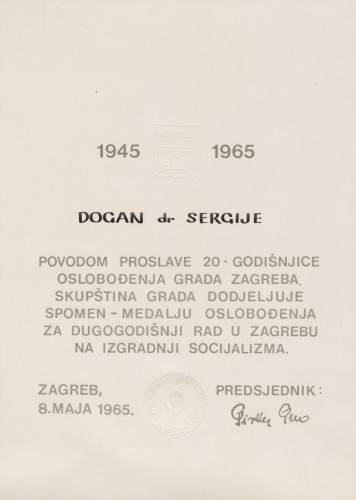 1945 1965
DOGAN dr SERGIJE
POVODOM PROSLAVE 20-GODIŠNJICE
OSLOBOĐENJA GRADA ZAGREBA,
SKUPŠTINA GRADA DODJELJUJE
SPOMEN-MEDALJU OSLOBOĐENJA
ZA DUGOGODIŠNJI RAD U ZAGREBU
NA IZGRADNJI SOCIJALIZMA.
ZAGREB, PREDSJEDNIK:
8. MAJA 1965.